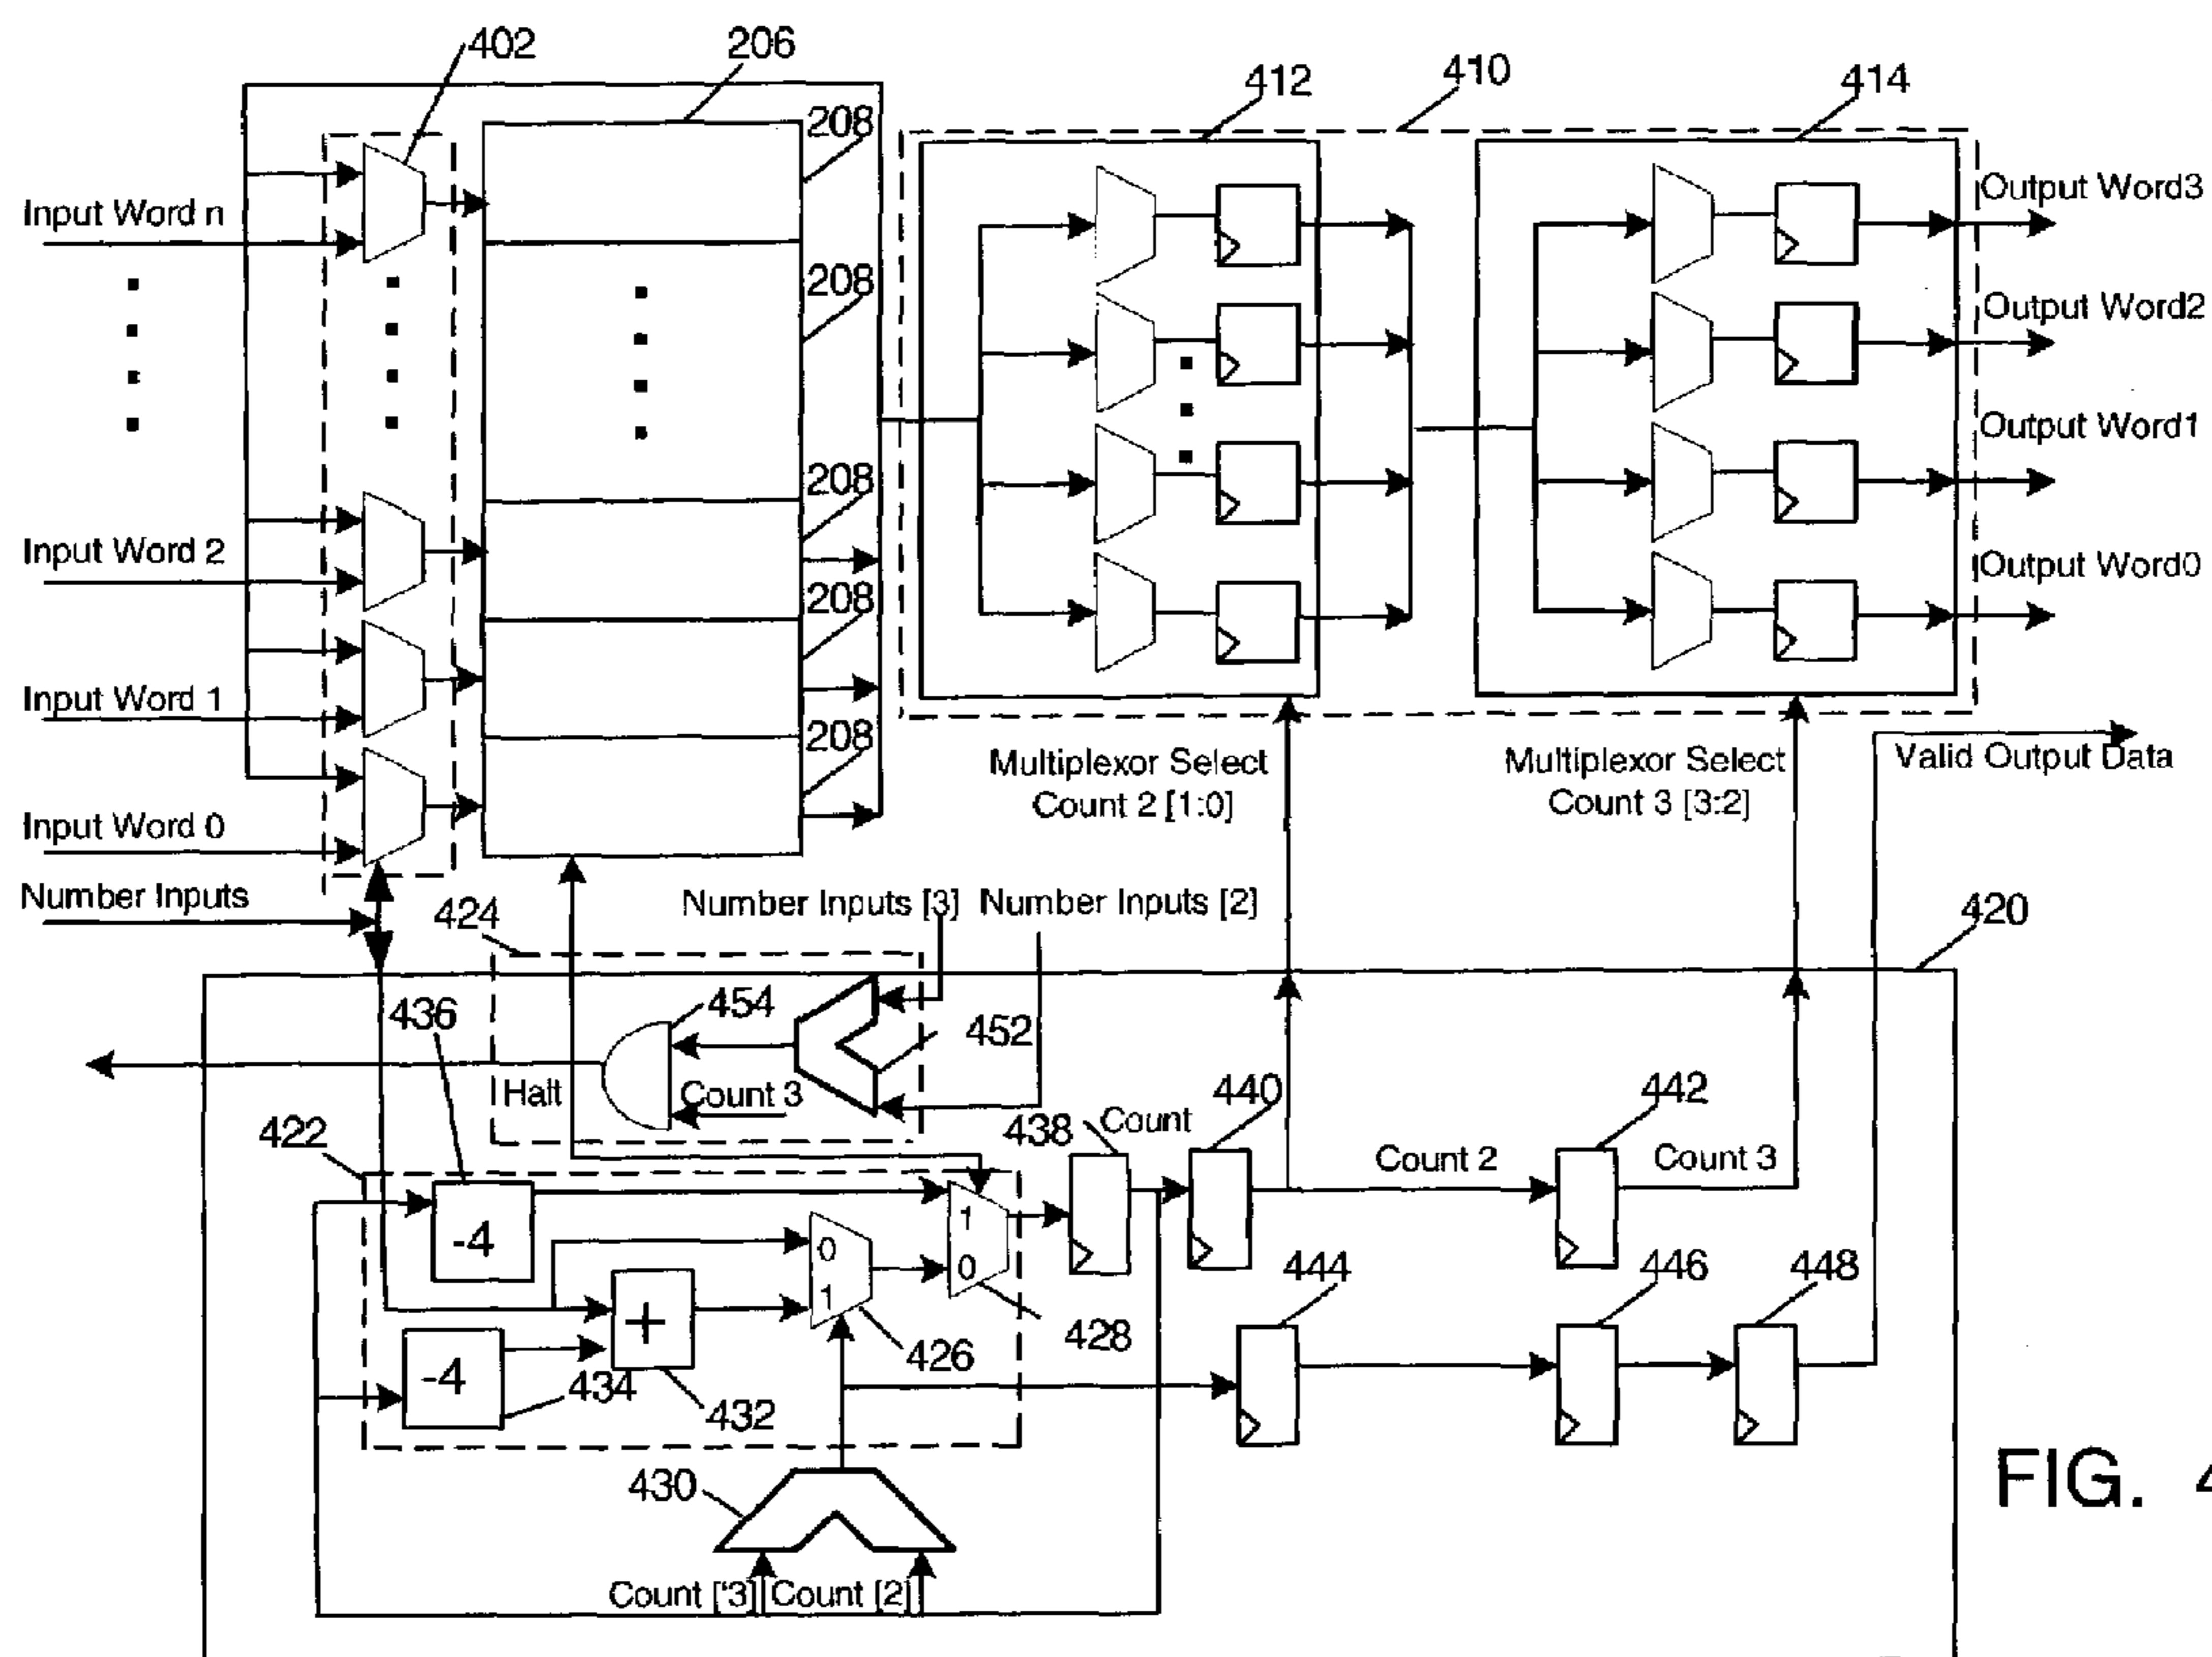 402
206
412
410
414
208
Input Word n
Output Word3
208
Output Word2
Output Word1
208
Input Word 2
Output Word0
208
Input Word 1
208
Multiplexor Select
Count 2 [1:0]
Multiplexor Select
Count 3 [3:2]
Valid Output Data
Input Word 0
Number Inputs
424
Number Inputs [3]
Number Inputs [2]
420
436
454
452
Halt
Count 3
422
438
Count
440
442
Count 2
Count 3
-4
1
0
0
1
+
444
446
448
428
426
-4
434
432
430
Count ['3]
Count [2]
FIG. 4